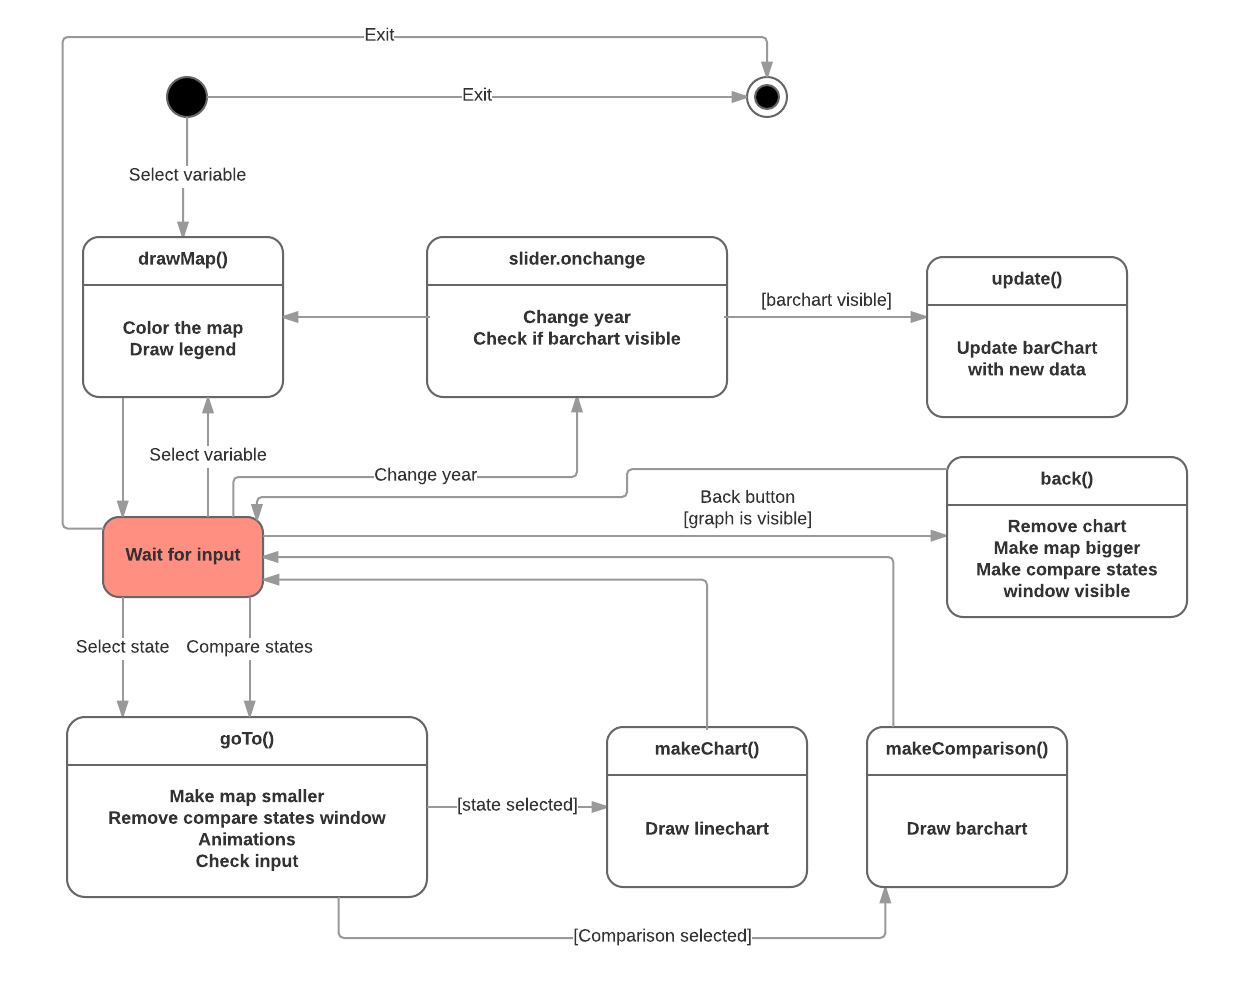 Exit
Exit
Select variable
drawMap()
Color the map
Draw legend
slider.onchange
Change year
Check if barchart visible
[barchart visible]
update()
Update barChart
with new data
Select variable
Change year
Back button
[graph is visible]
back()
Remove chart
Make map bigger
Make compare states
window visible
Wait for input
Select state
Compare states
goTo()
Make map smaller
Remove compare states window
Animations
Check input
[state selected]
makeChart()
Draw linechart
makeComparison()
Draw barchart
[Comparison selected]